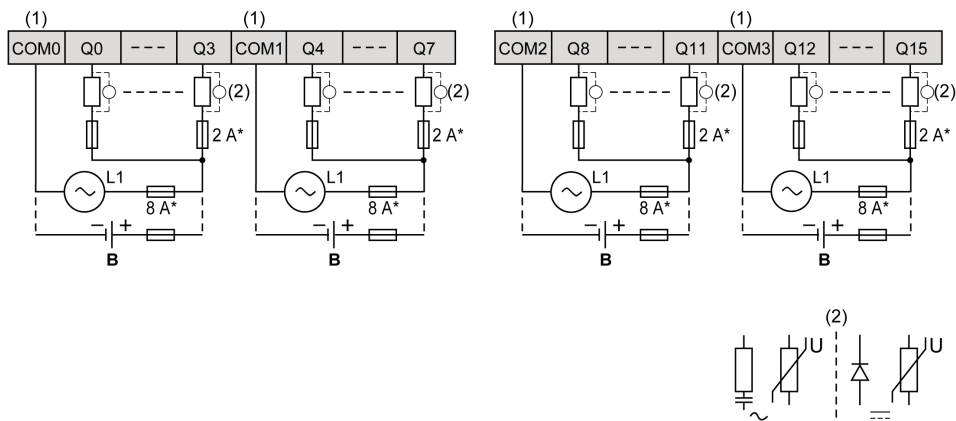 (1) (1) (1) (1)
COM0 Q0 --- Q3 COM1 Q4 --- Q7 COM2 Q8 --- Q11 COM3 Q12 --- Q15
(2) (2) (2) (2)
2 A* 2 A* 2 A* 2 A*
L1 L1 L1 L1
8 A* 8 A* 8 A* 8 A*
− + − + − + − +
B B B B
(2)
U U